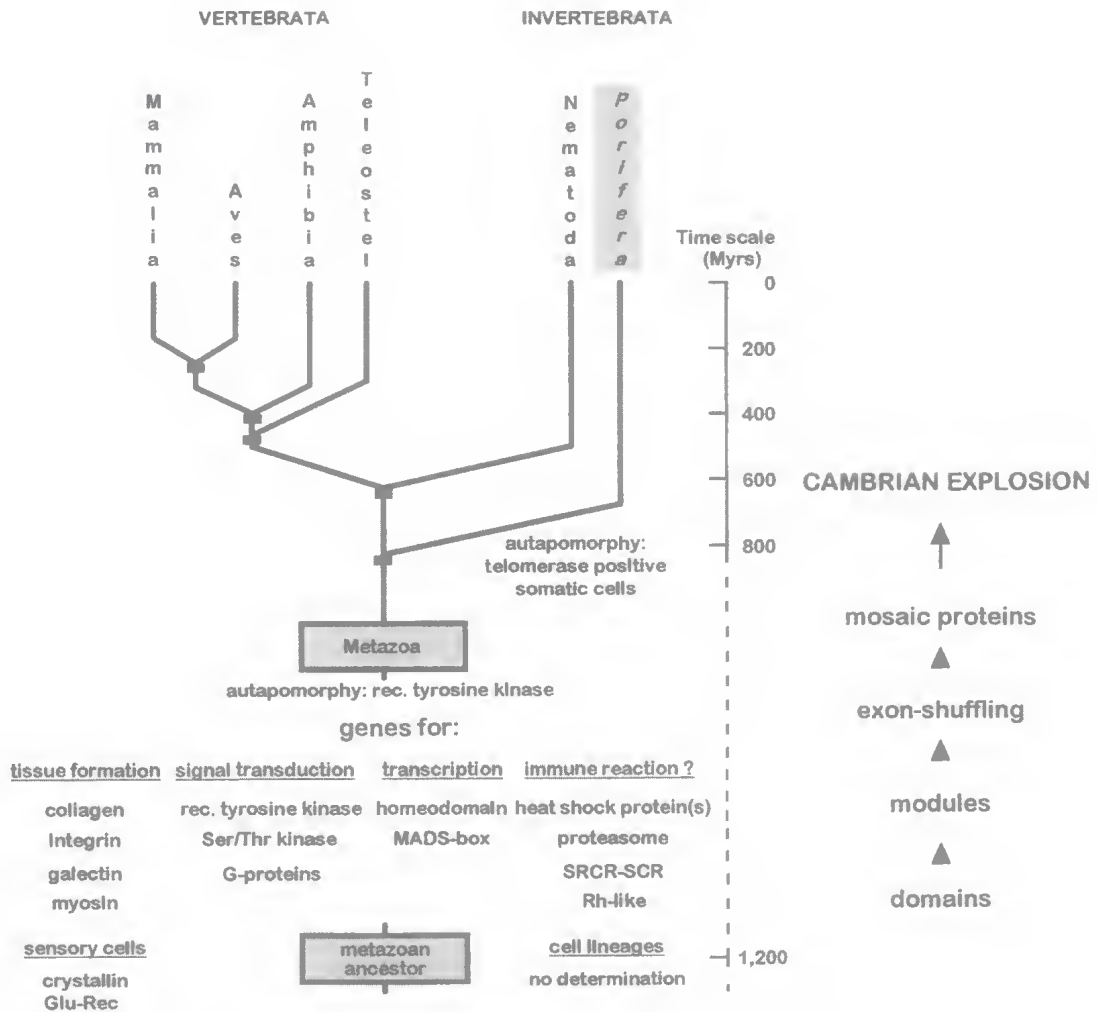 VERTEBRATA
INVERTEBRATA
Mammalia
Aves
Amphibia
Teleostei
Nematoda
Porifera
Time scale
(Myrs)
0
200
400
600
800
1,200
CAMBRIAN EXPLOSION
mosaic proteins
exon-shuffling
modules
domains
autapomorphy:
telomerase positive
somatic cells
Metazoa
autapomorphy: rec. tyrosine kinase
genes for:
tissue formation
collagen
Integrin
galectin
myosin
signal transduction
rec. tyrosine kinase
Ser/Thr kinase
G-proteins
transcription
homeodomain
MADS-box
immune reaction ?
heat shock protein(s)
proteasome
SRCR-SCR
Rh-like
sensory cells
crystallin
Glu-Rec
metazoan
ancestor
cell lineages
no determination